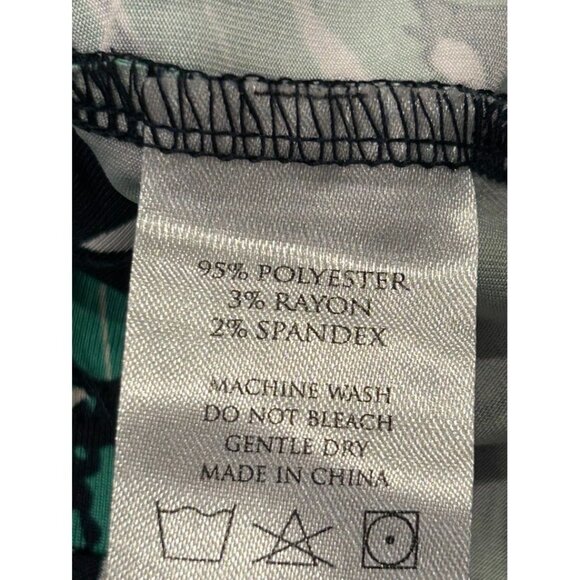 95% POLYESTER
3% RAYON
2% SPANDEX
MACHINE WASH
DO NOT BLEACH
GENTLE DRY
MADE IN CHINA